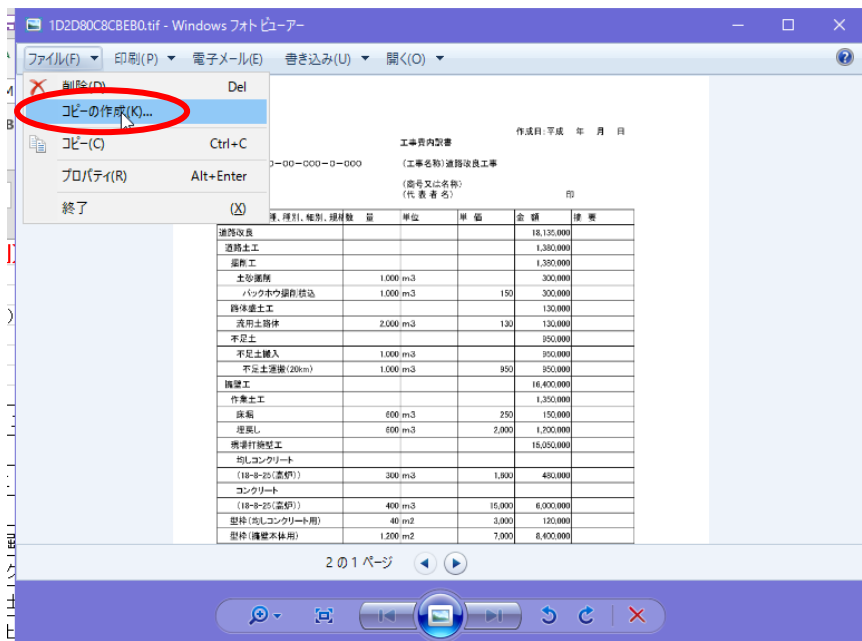 1D2D80C8CBEB0.tif - Windows フォト ビューアー
ファイル(F) 印刷(P) 電子メール(E) 書き込み(U) 開く(O)
削除(D) Del
コピーの作成(K)...
コピー(C) Ctrl+C
プロパティ(R) Alt+Enter
終了 (X)
作成日:平成 年 月 日
工事費内訳書
0-00-000-0-000 (工事名称)道路改良工事
(商号又は名称)
(代 表 者 名) 印
種、種別、細別、規格 数 量 単位 単 価 金 額 摘 要
道路改良 18,135,000
道路土工 1,380,000
掘削工 1,380,000
土砂掘削 1.000 m3 300,000
バックホウ掘削積込 1.000 m3 150 300,000
路体盛土工 130,000
流用土路体 2.000 m3 130 130,000
不足土 950,000
不足土搬入 1.000 m3 950,000
不足土運搬(20km) 1.000 m3 950 950,000
擁壁工 16,400,000
作業土工 1,350,000
床堀 600 m3 250 150,000
埋戻し 600 m3 2,000 1,200,000
現場打擁壁工 15,050,000
均しコンクリート
(18-8-25(高炉)) 300 m3 1,600 480,000
コンクリート
(18-8-25(高炉)) 400 m3 15,000 6,000,000
型枠(均しコンクリート用) 40 m2 3,000 120,000
型枠(擁壁本体用) 1.200 m2 7,000 8,400,000
2 の 1 ページ